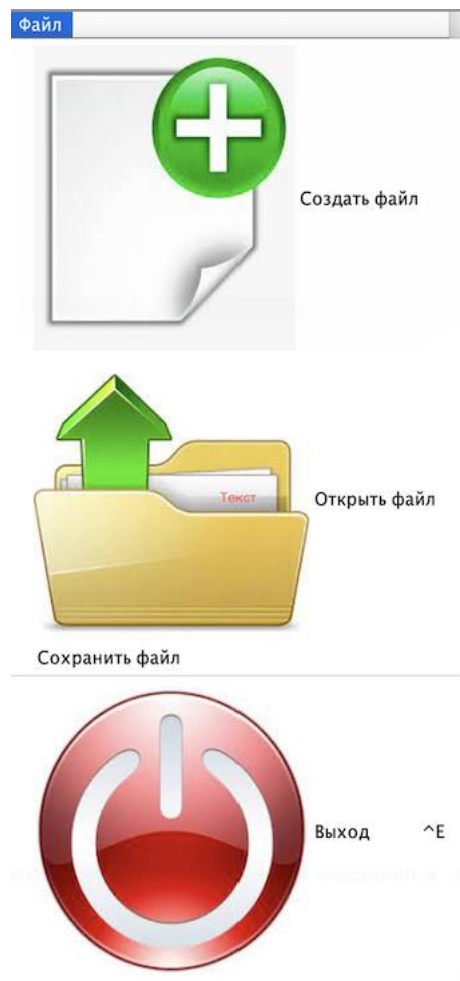 Файл
Создать файл
Текст
Открыть файл
Сохранить файл
Выход ^E